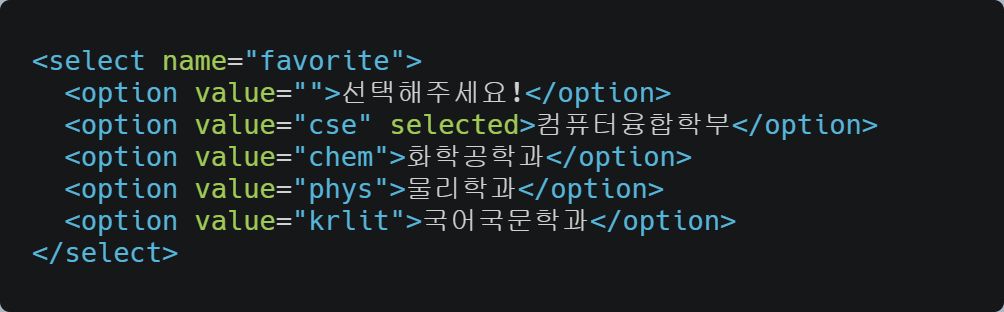 <select name="favorite">
  <option value="">선택해주세요!</option>
  <option value="cse" selected>컴퓨터융합학부</option>
  <option value="chem">화학공학과</option>
  <option value="phys">물리학과</option>
  <option value="krlit">국어국문학과</option>
</select>